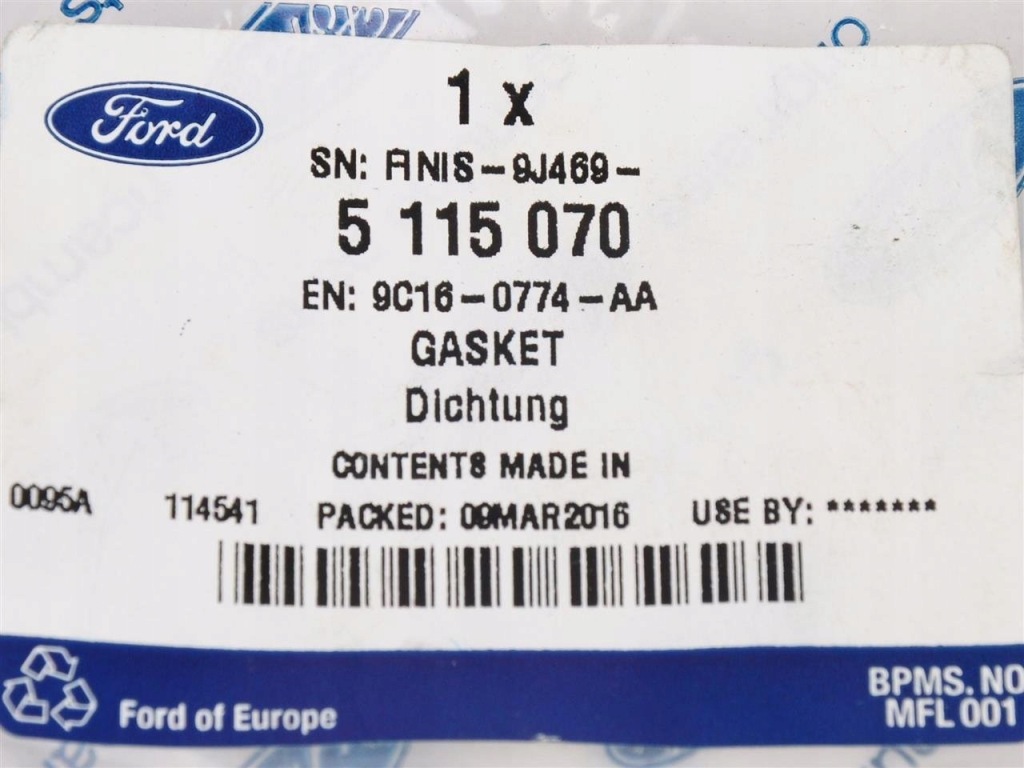 Ford
1 x
SN: FINIS-9J469-
5 115 070
EN: 9C16-0774-AA
GASKET
Dichtung
CONTENTS MADE IN
0095A 114541 PACKED: 09MAR2016 USE BY: *******
Ford of Europe
BPMS. NO
MFL 001